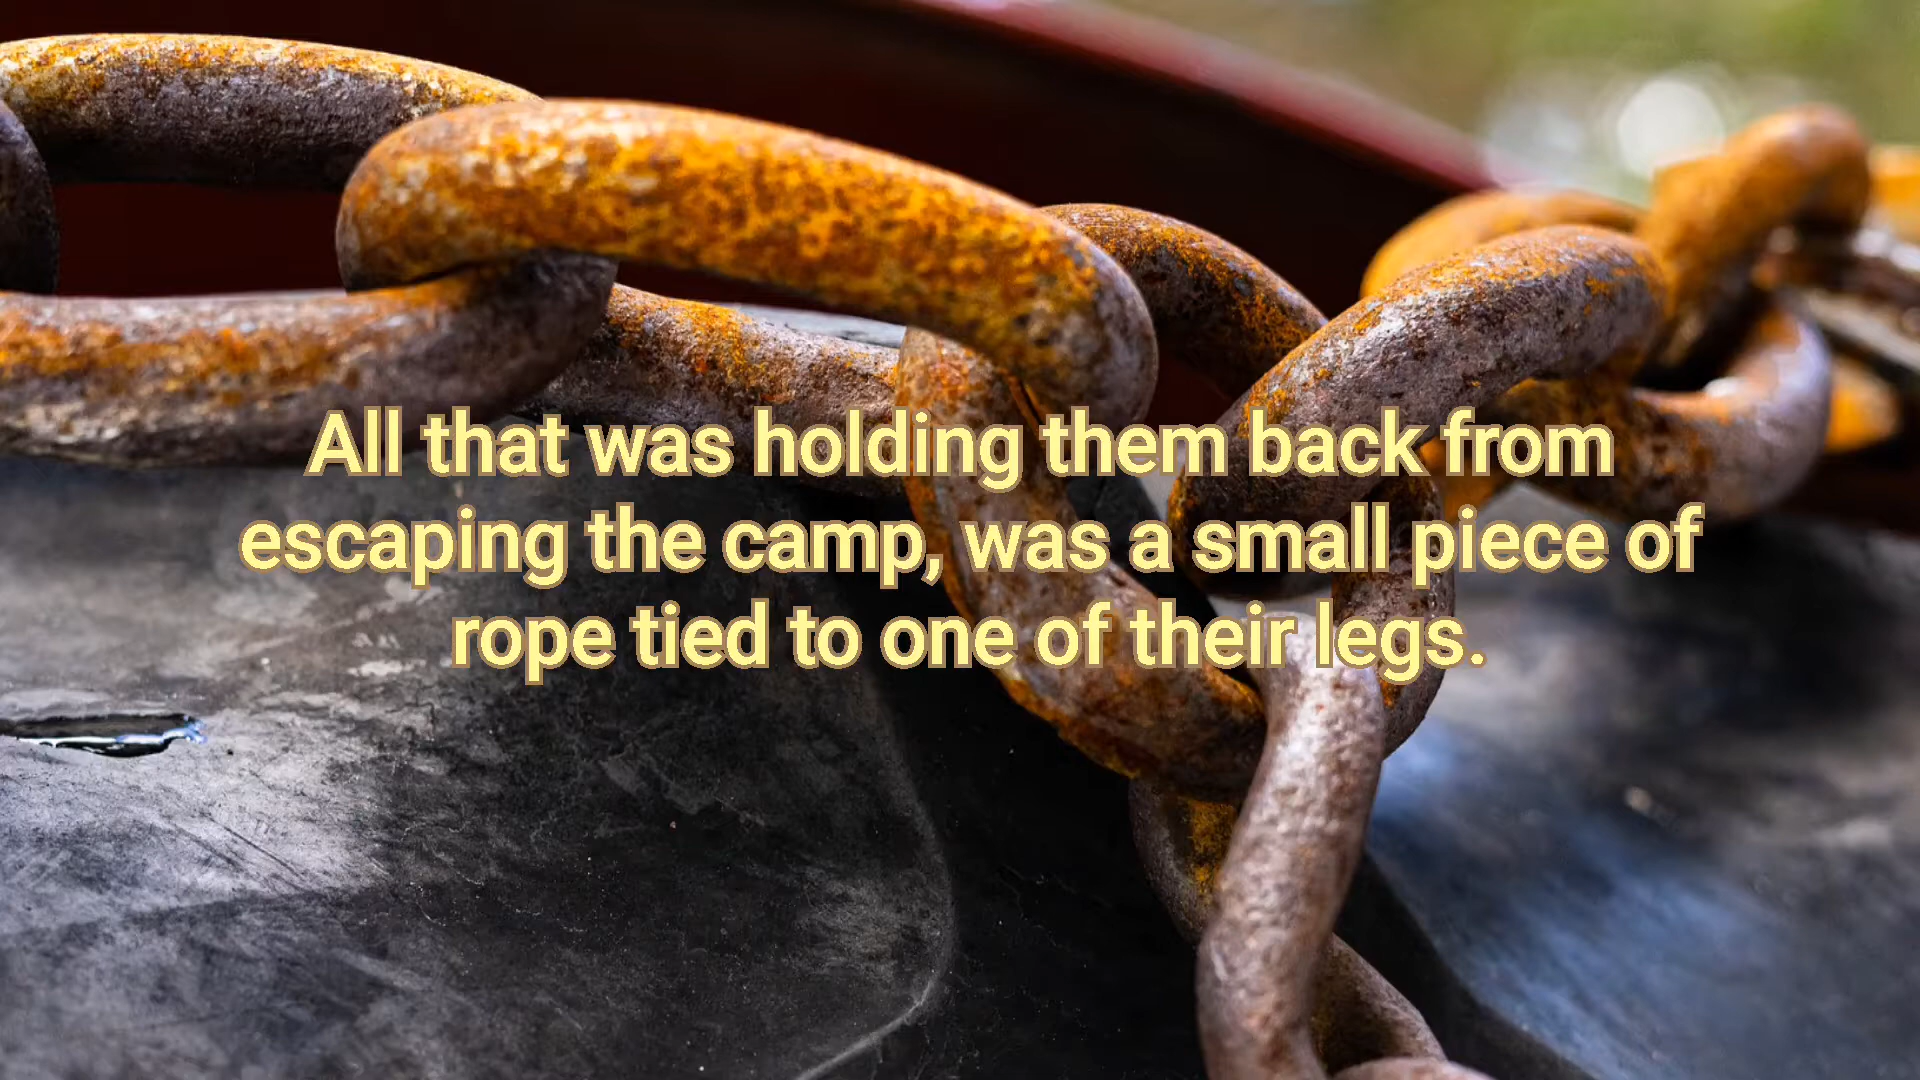 All that was holding them back from
escaping the camp, was a small piece of
rope tied to one of their legs.